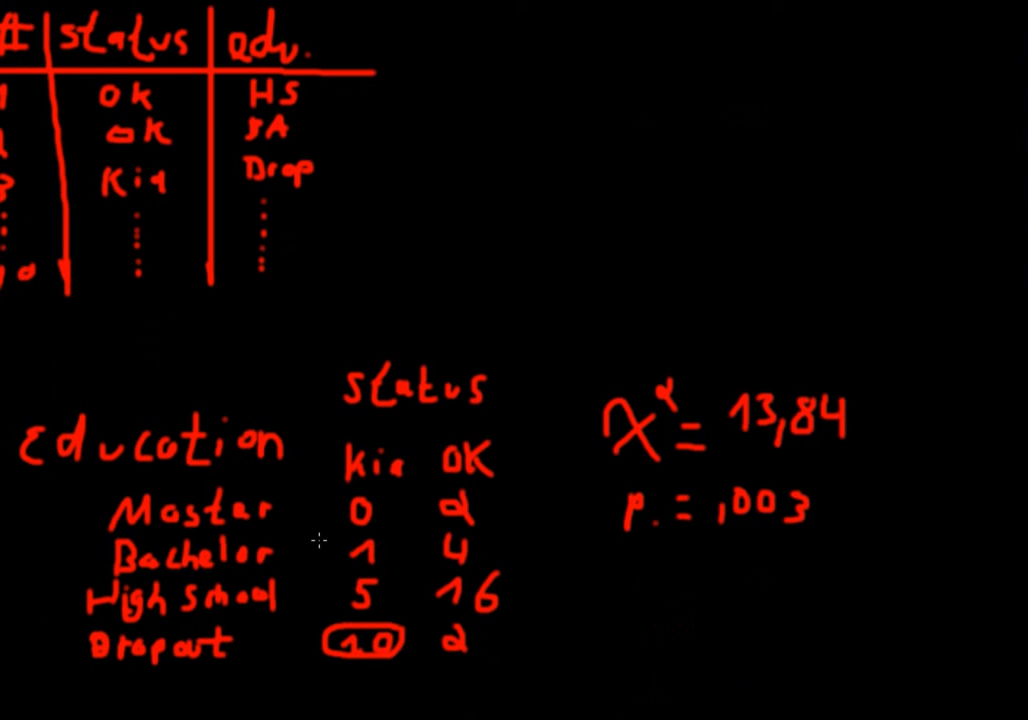 # status edu.
1 ok HS
2 ok BA
3 Kia Drop
status
Education kia OK
χ² = 13,84
Master 0 2
p. = ,003
Bachelor 1 4
High School 5 16
Dropout 10 2